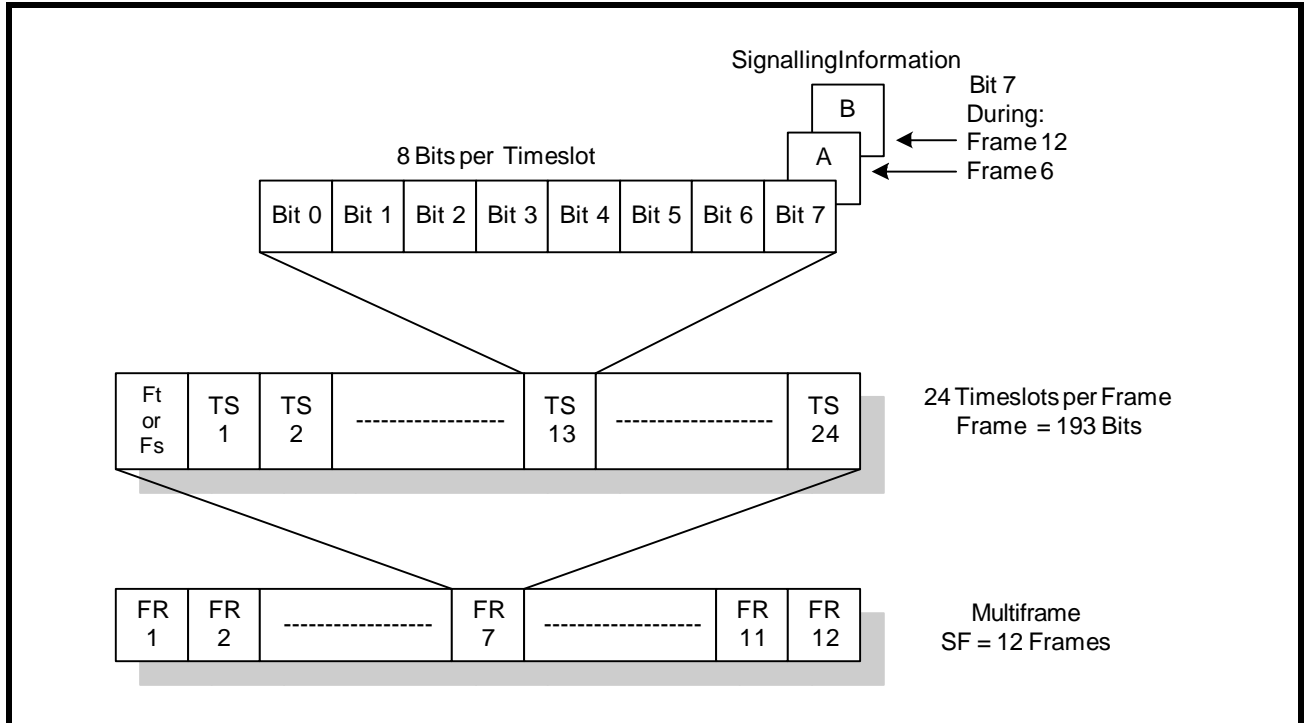 SignallingInformation
Bit 7
During:
Frame 12
Frame 6
B
A
8 Bits per Timeslot
Bit 0 Bit 1 Bit 2 Bit 3 Bit 4 Bit 5 Bit 6 Bit 7
Ft
or
Fs
TS
1
TS
2
--------------------
TS
13
--------------------
TS
24
24 Timeslots per Frame
Frame = 193 Bits
FR
1
FR
2
--------------------
FR
7
---------------------
FR
11
FR
12
Multiframe
SF = 12 Frames